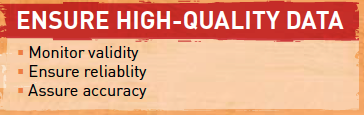 ENSURE HIGH-QUALITY DATA
▪ Monitor validity
▪ Ensure reliablity
▪ Assure accuracy